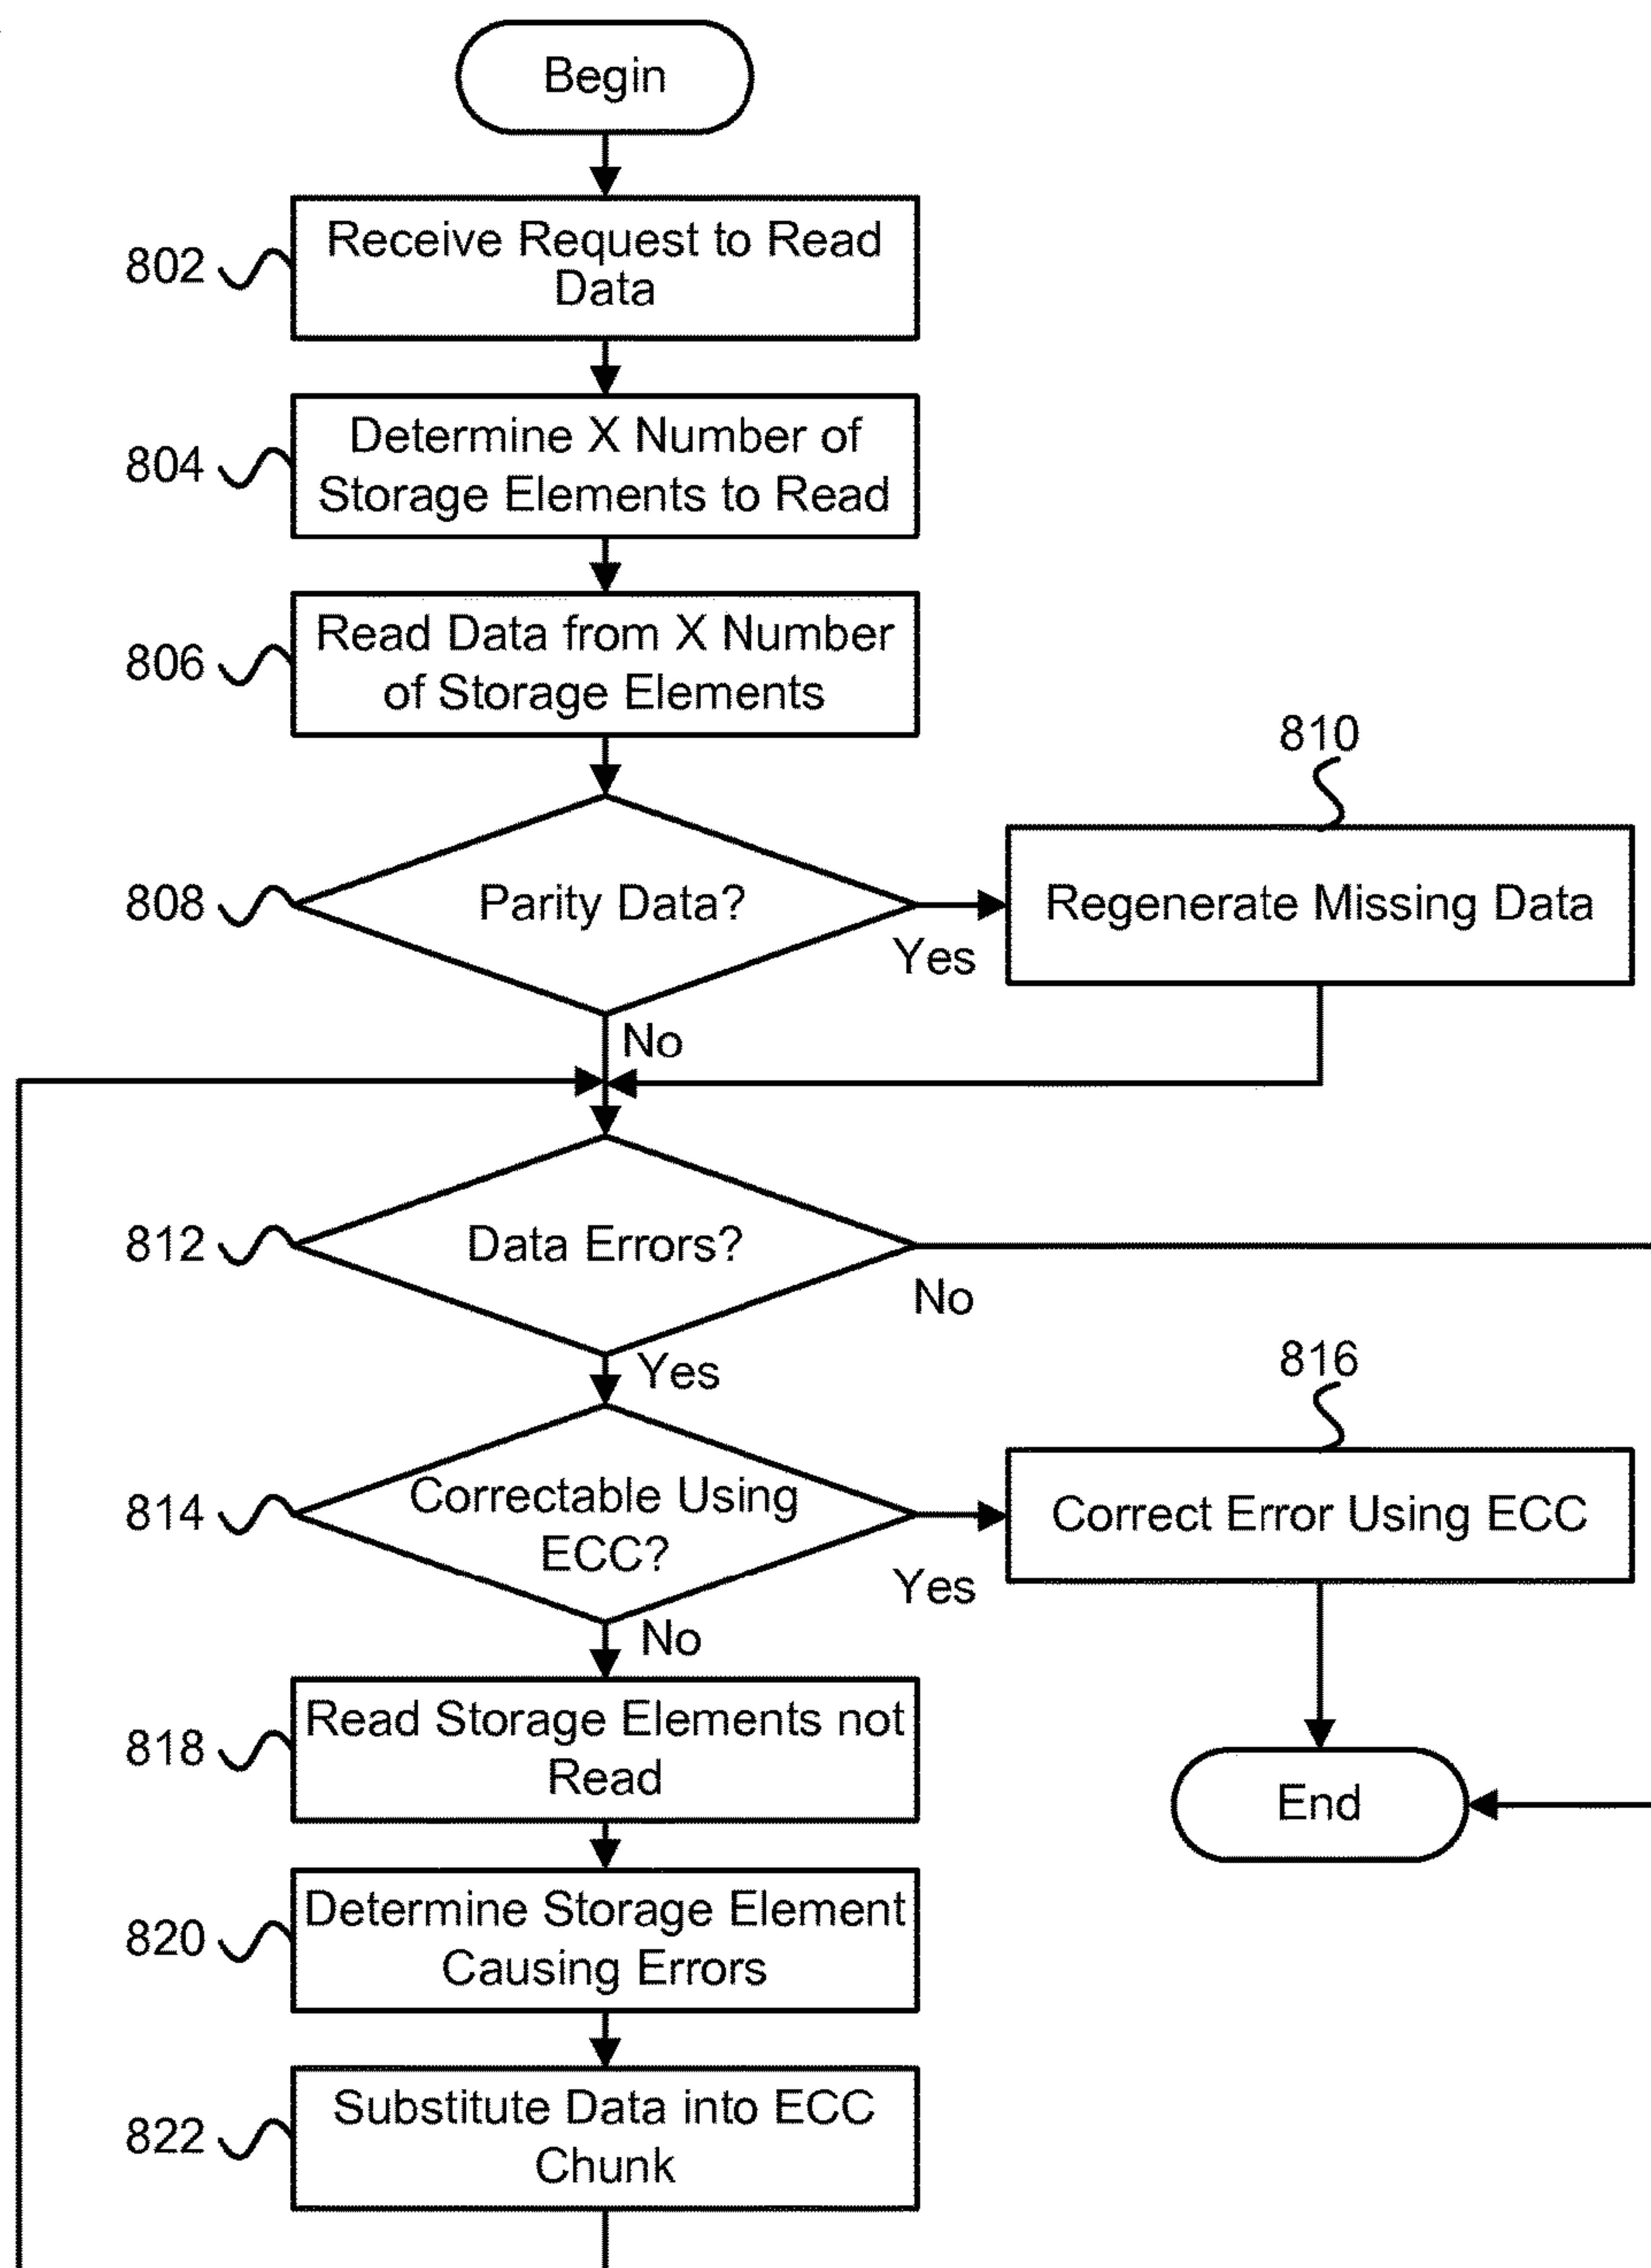 Begin
802
Receive Request to Read
Data
804
Determine X Number of
Storage Elements to Read
806
Read Data from X Number
of Storage Elements
810
808
Parity Data?
Yes
Regenerate Missing Data
No
812
Data Errors?
No
Yes
816
814
Correctable Using
ECC?
Yes
Correct Error Using ECC
No
818
Read Storage Elements not
Read
End
820
Determine Storage Element
Causing Errors
822
Substitute Data into ECC
Chunk